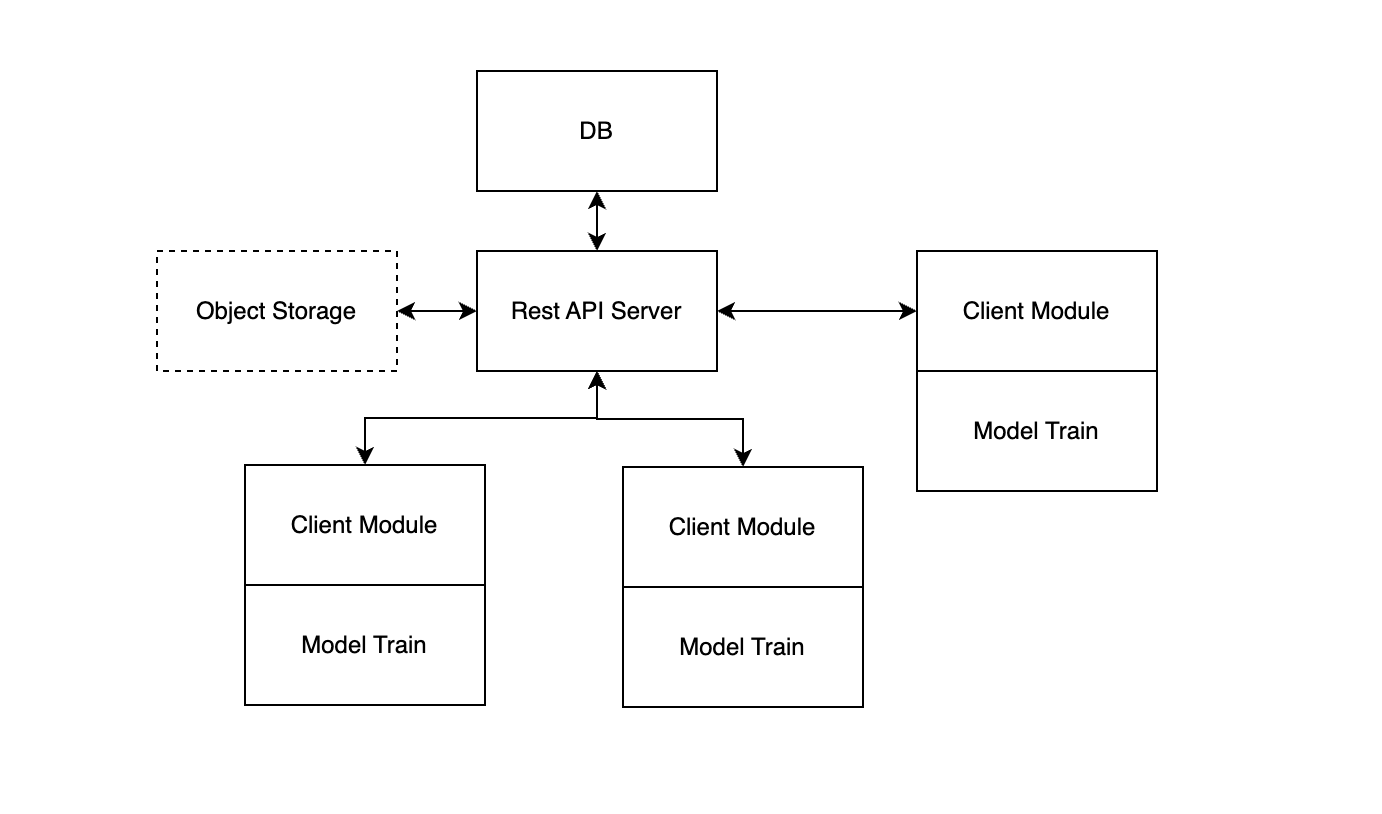 DB
Object Storage
Rest API Server
Client Module
Model Train
Client Module
Model Train
Client Module
Model Train